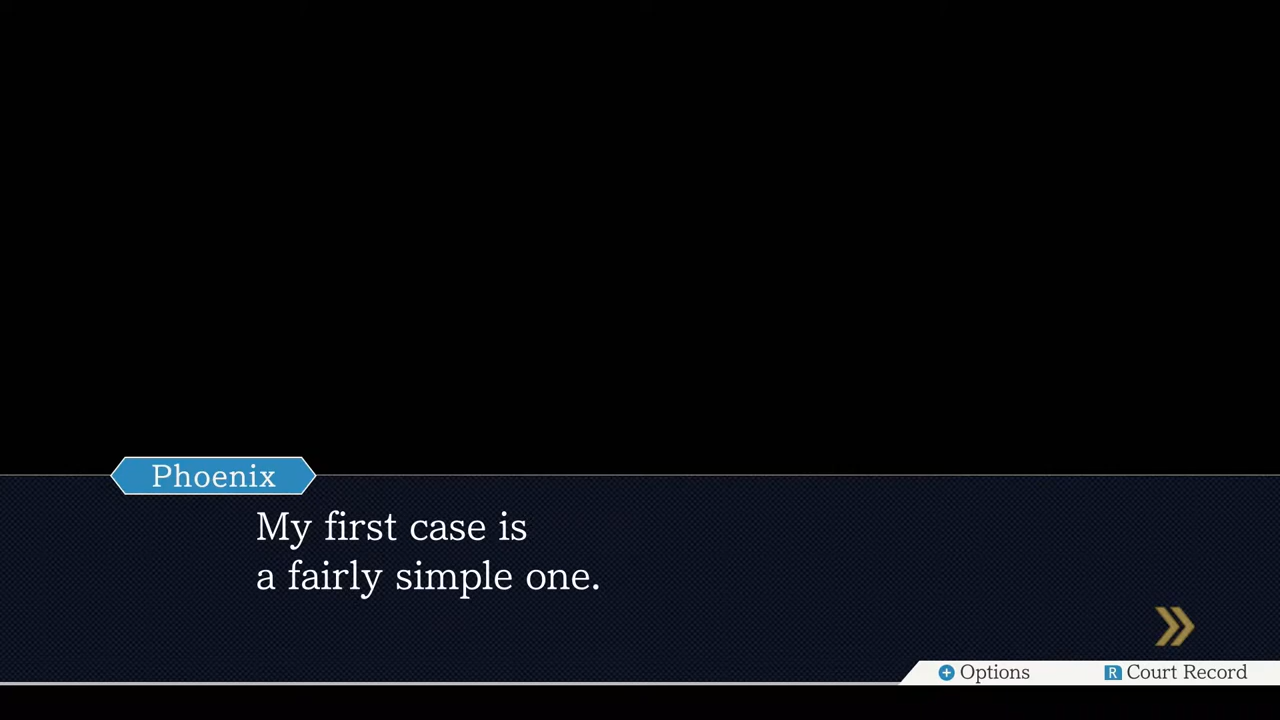 Phoenix
My first case is
a fairly simple one.
+ Options R Court Record